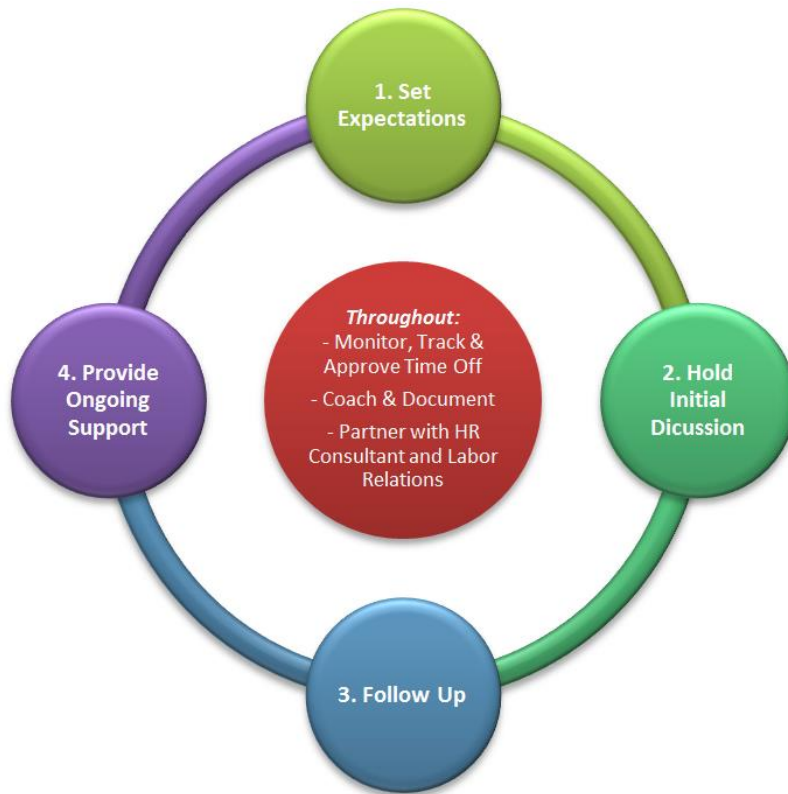 1. Set
Expectations
2. Hold
Initial
Dicussion
3. Follow Up
4. Provide
Ongoing
Support
Throughout:
- Monitor, Track &
Approve Time Off
- Coach & Document
- Partner with HR
Consultant and Labor
Relations